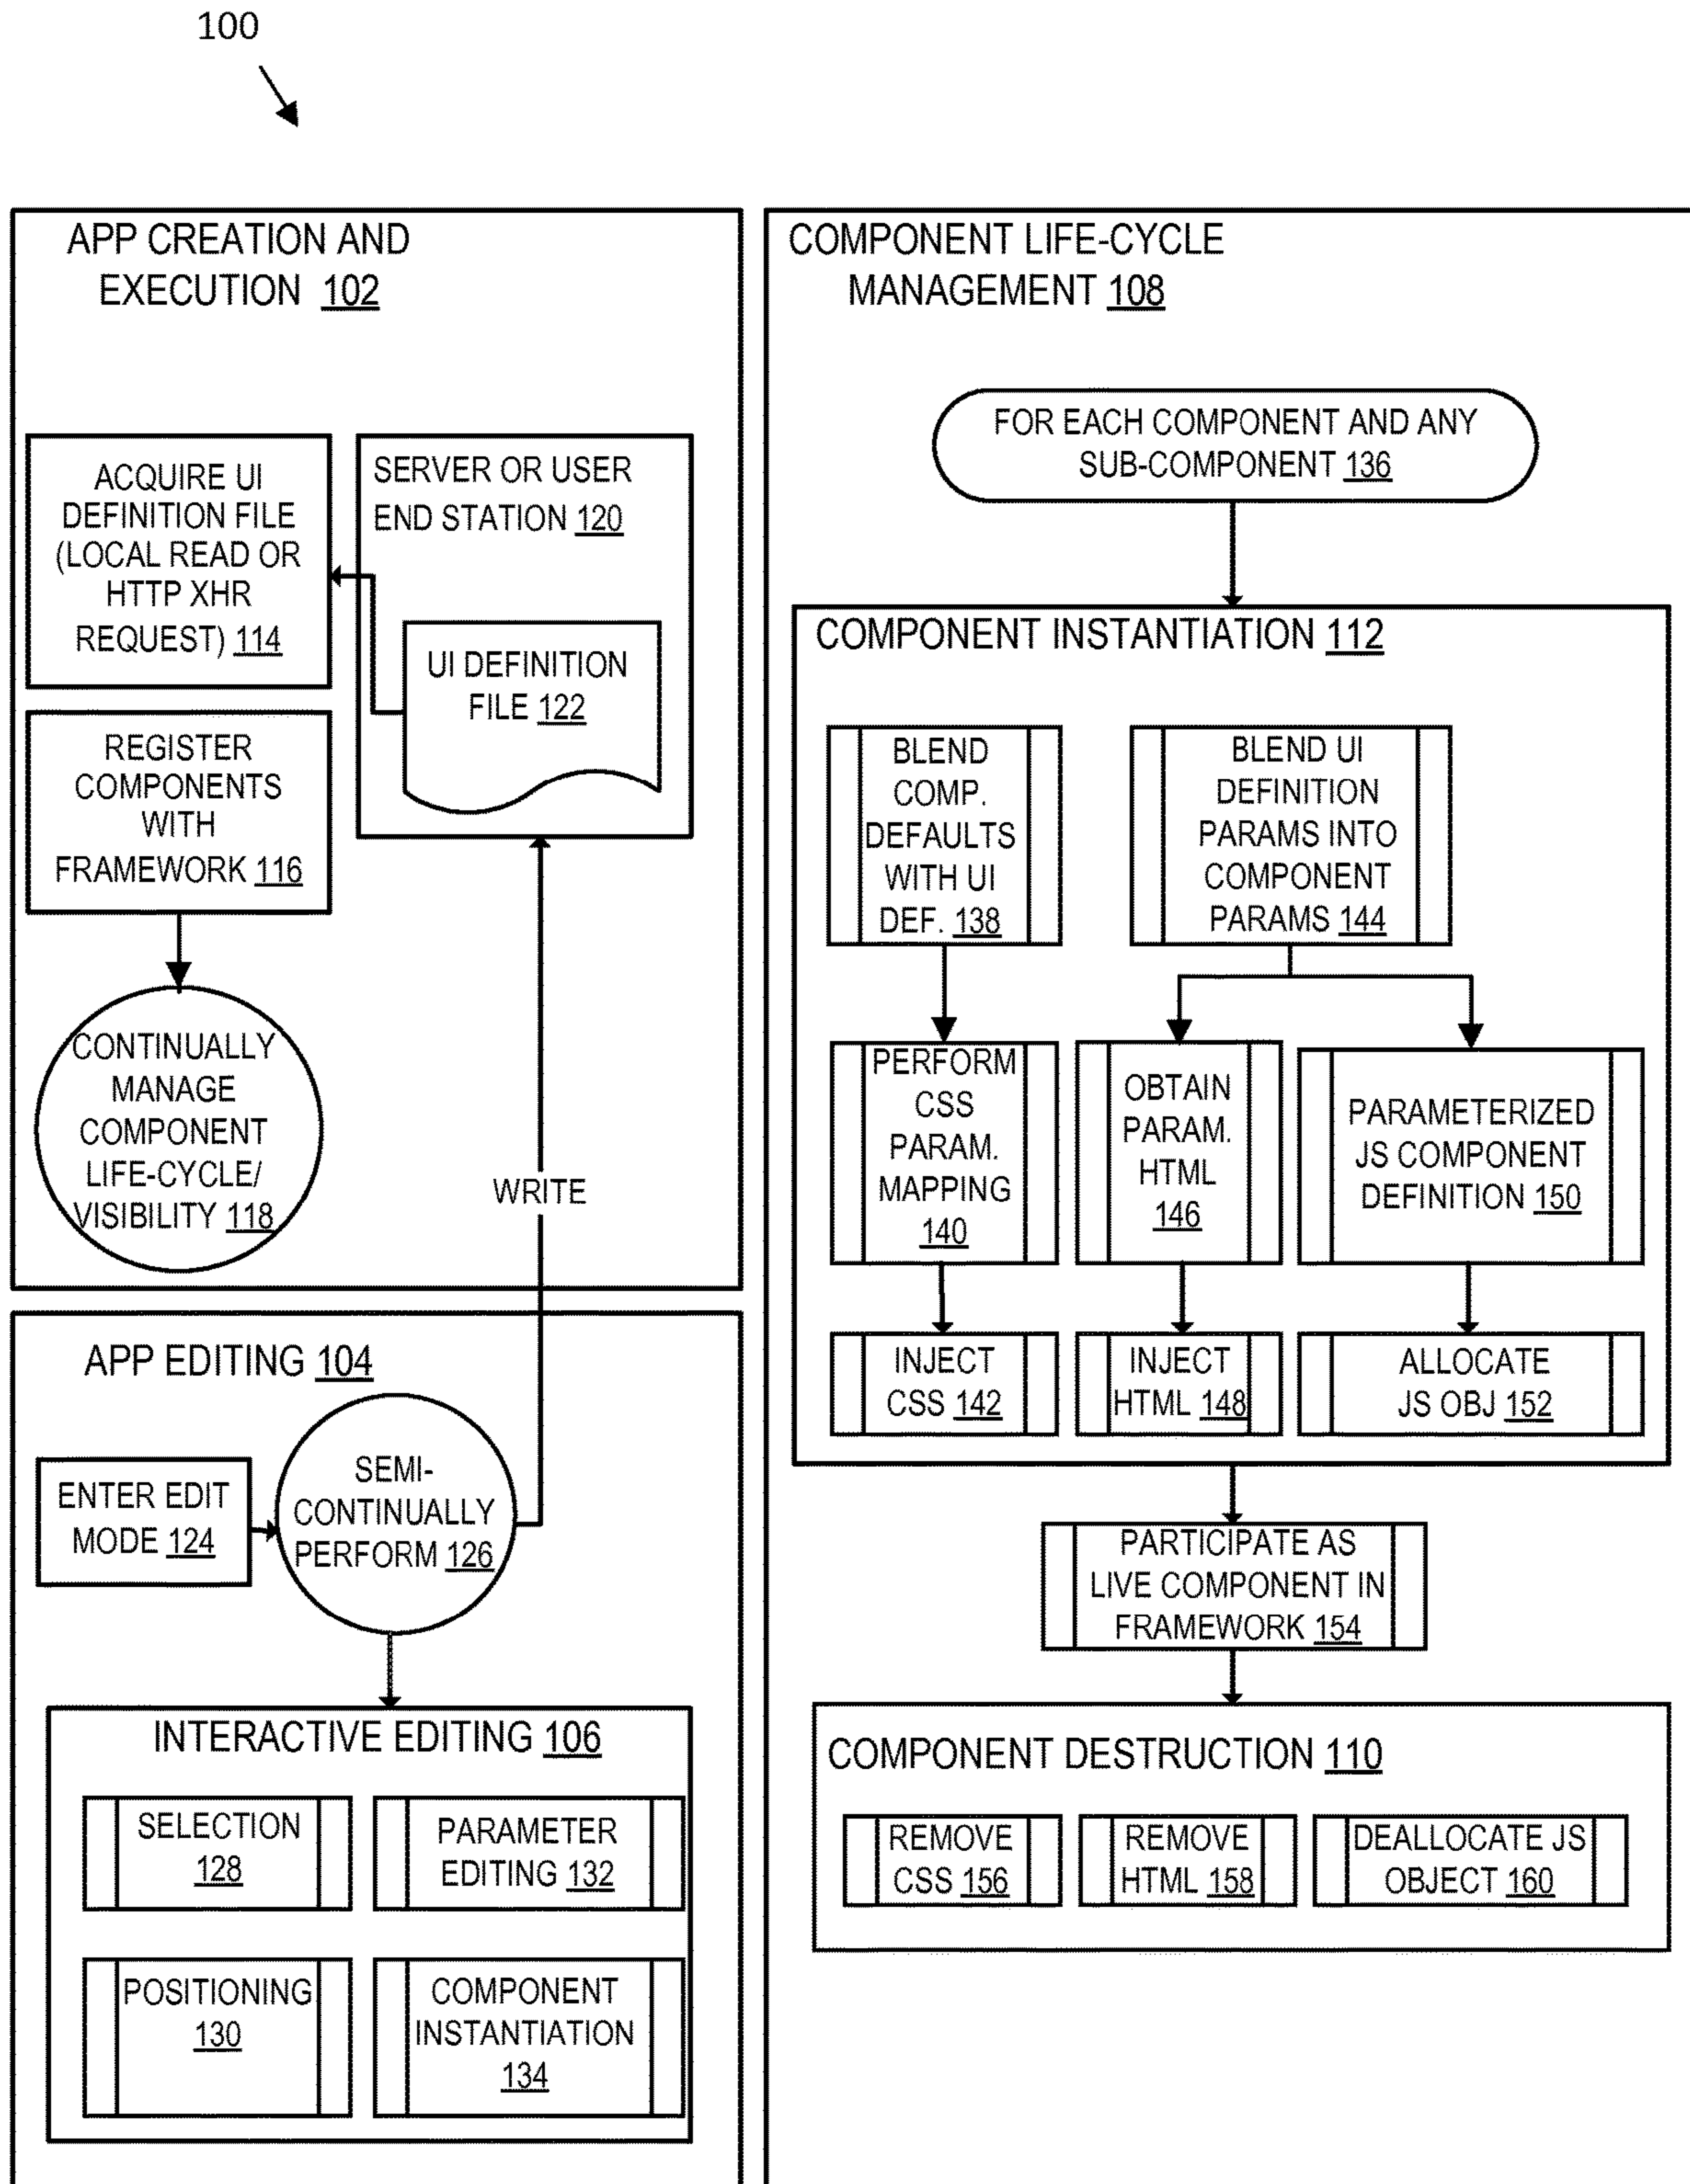 100
APP CREATION AND
EXECUTION 102
ACQUIRE UI
DEFINITION FILE
(LOCAL READ OR
HTTP XHR
REQUEST) 114
SERVER OR USER
END STATION 120
UI DEFINITION
FILE 122
REGISTER
COMPONENTS
WITH
FRAMEWORK 116
CONTINUALLY
MANAGE
COMPONENT
LIFE-CYCLE/
VISIBILITY 118
WRITE
APP EDITING 104
ENTER EDIT
MODE 124
SEMI-
CONTINUALLY
PERFORM 126
INTERACTIVE EDITING 106
SELECTION
128
PARAMETER
EDITING 132
POSITIONING
130
COMPONENT
INSTANTIATION
134
COMPONENT LIFE-CYCLE
MANAGEMENT 108
FOR EACH COMPONENT AND ANY
SUB-COMPONENT 136
COMPONENT INSTANTIATION 112
BLEND
COMP.
DEFAULTS
WITH UI
DEF. 138
BLEND UI
DEFINITION
PARAMS INTO
COMPONENT
PARAMS 144
PERFORM
CSS
PARAM.
MAPPING
140
OBTAIN
PARAM.
HTML
146
PARAMETERIZED
JS COMPONENT
DEFINITION 150
INJECT
CSS 142
INJECT
HTML 148
ALLOCATE
JS OBJ 152
PARTICIPATE AS
LIVE COMPONENT IN
FRAMEWORK 154
COMPONENT DESTRUCTION 110
REMOVE
CSS 156
REMOVE
HTML 158
DEALLOCATE JS
OBJECT 160